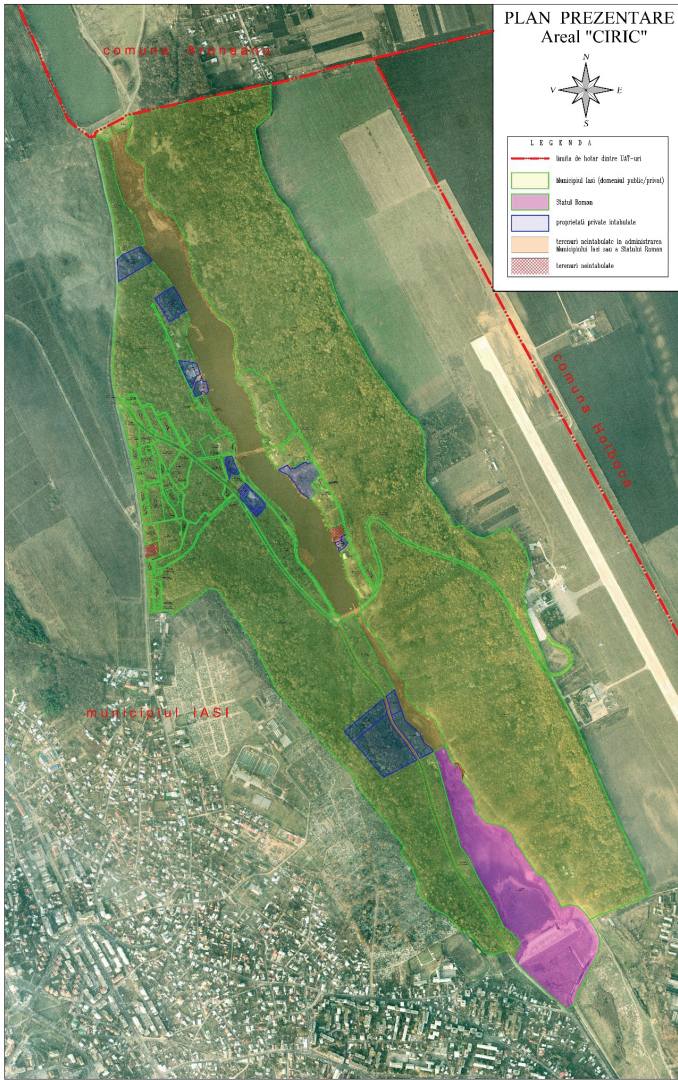 PLAN PREZENTARE
Areal "CIRIC"
N
V
E
S
LEGENDA
limita de hotar dintre UAT-uri
Municipiul Iasi (domeniul public/privat)
Statul Roman
proprietati private intabulate
terenuri neintabulate in administrarea
Municipiului Iasi sau a Statului Roman
terenuri neintabulate
comuna Aroneanu
comuna Holboca
municipiul IASI